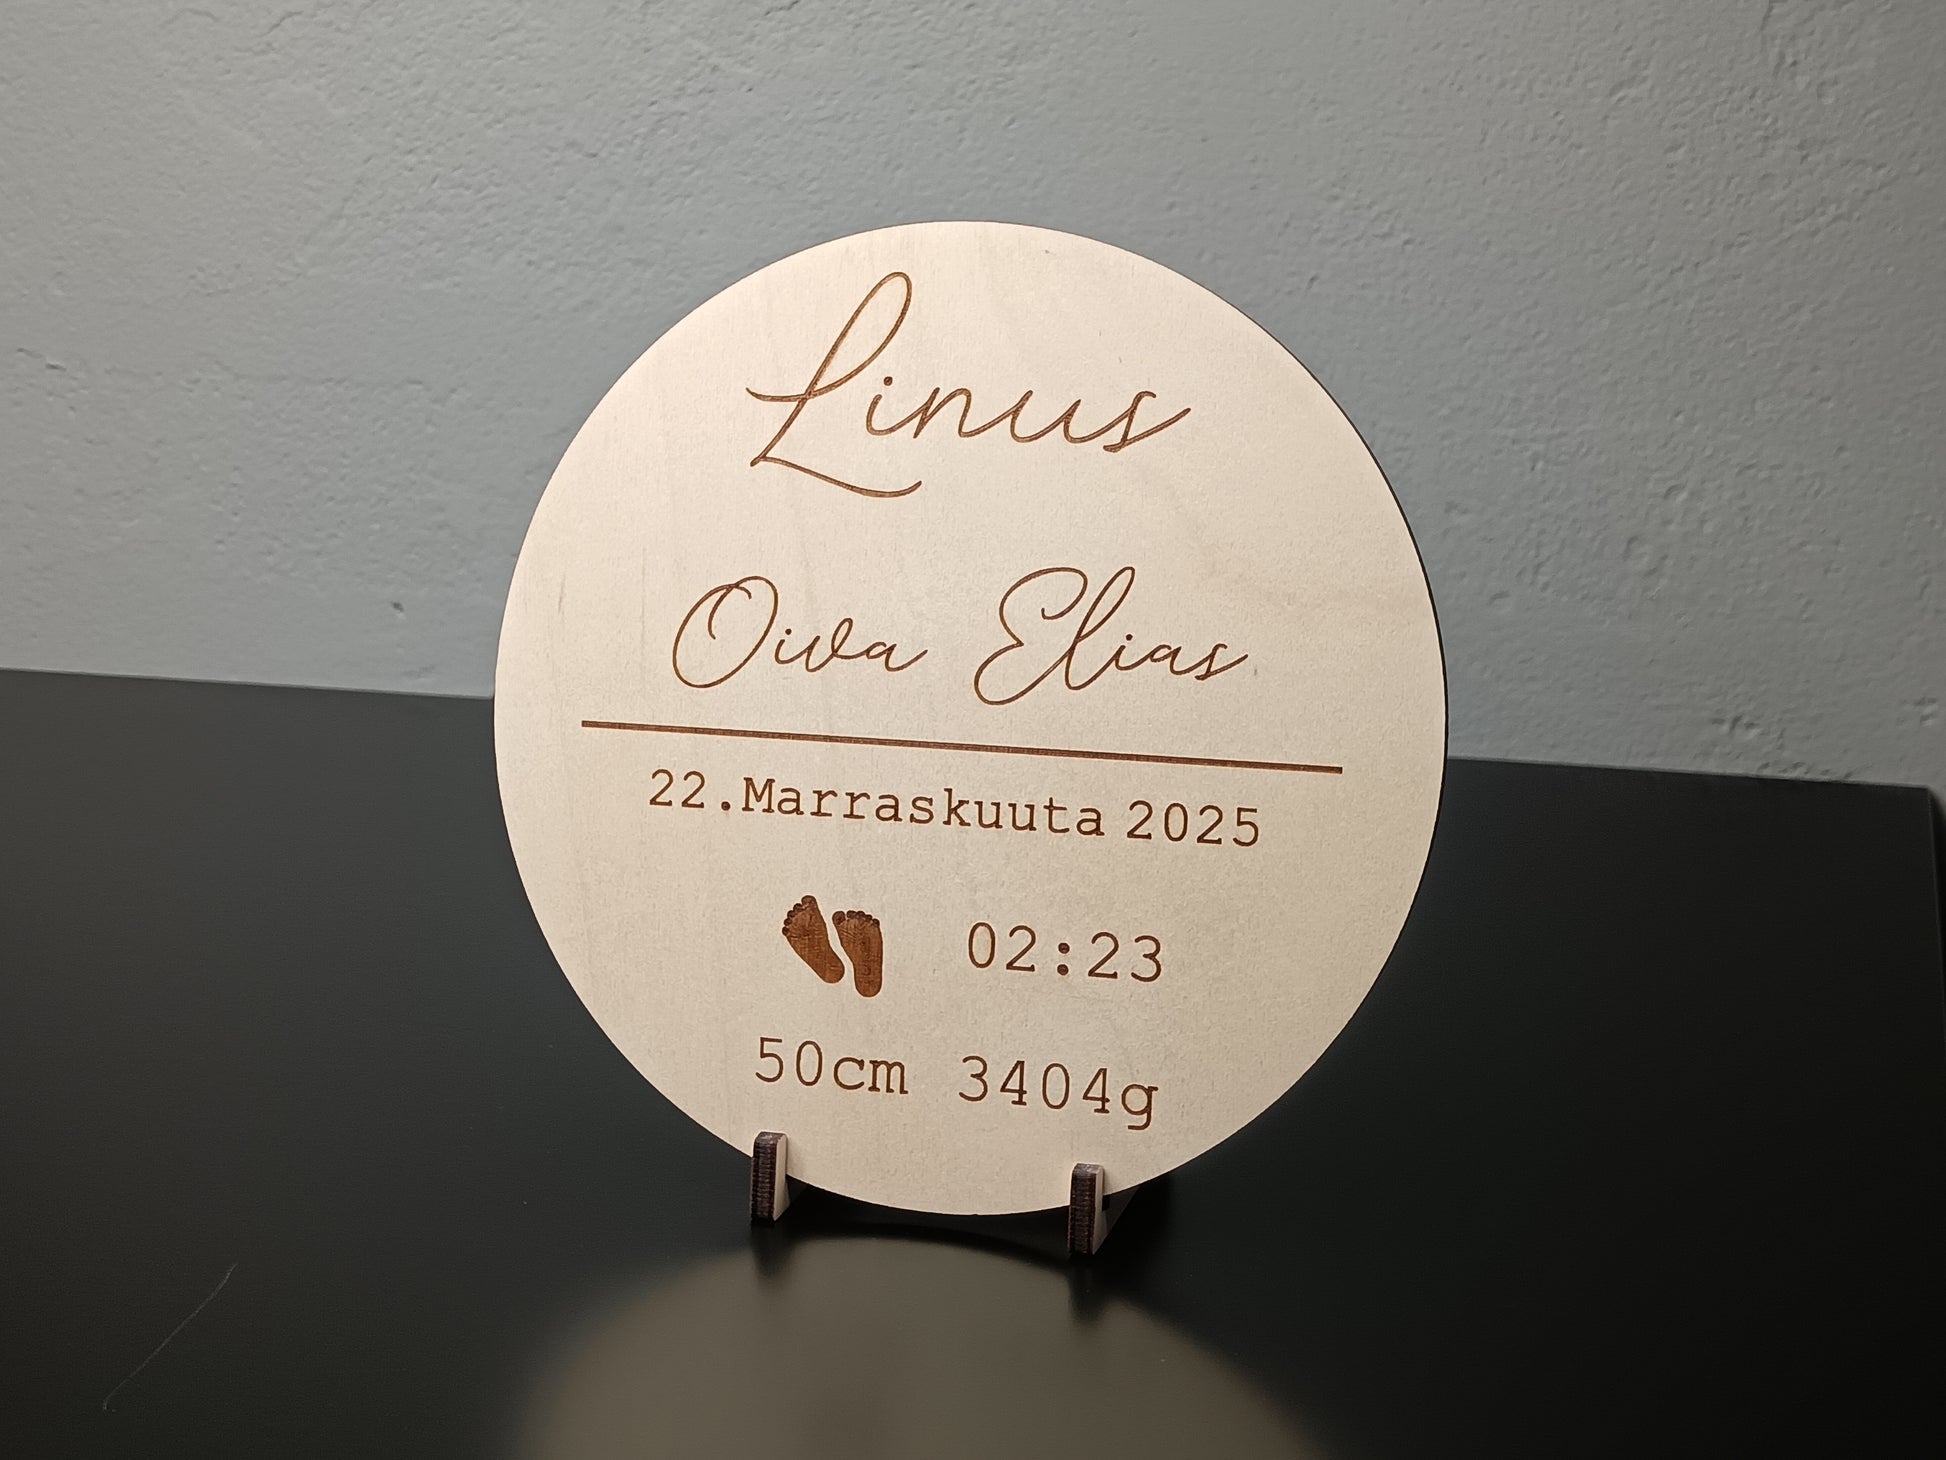 Linus
Oiva Elias
22.Marraskuuta 2025
02:23
50cm 3404g